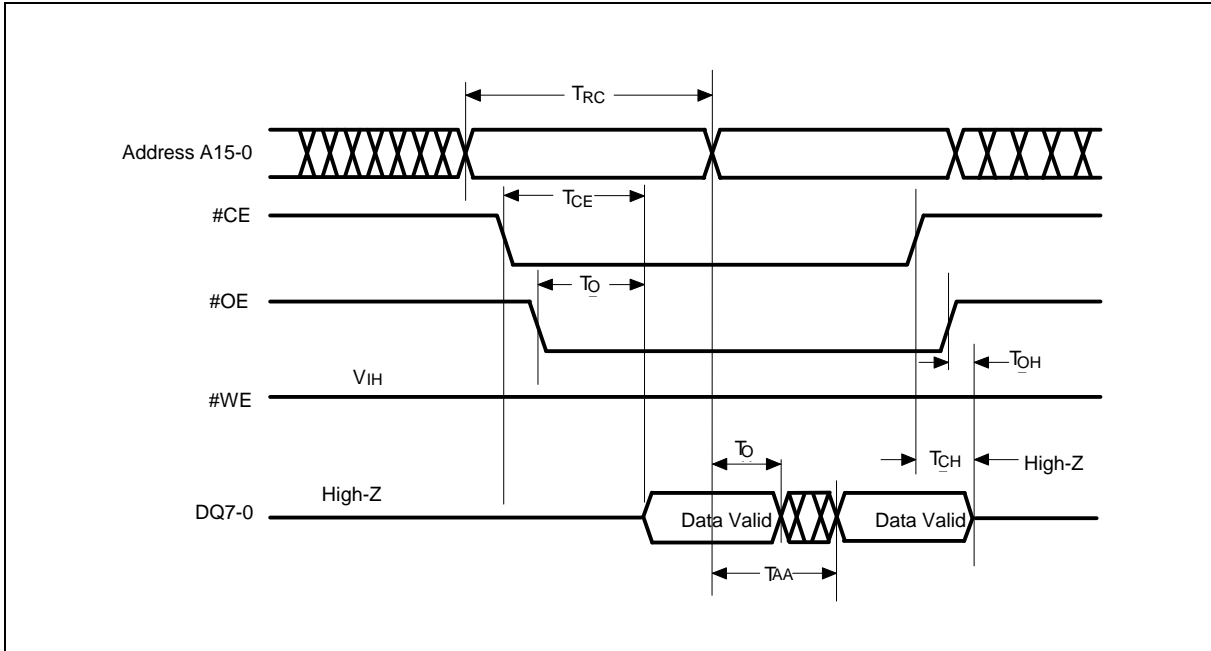 TRC
Address A15-0
TCE
#CE
TO
#OE
TOH
VIH
#WE
TO
TCH
High-Z
High-Z
DQ7-0
Data Valid
Data Valid
TAA